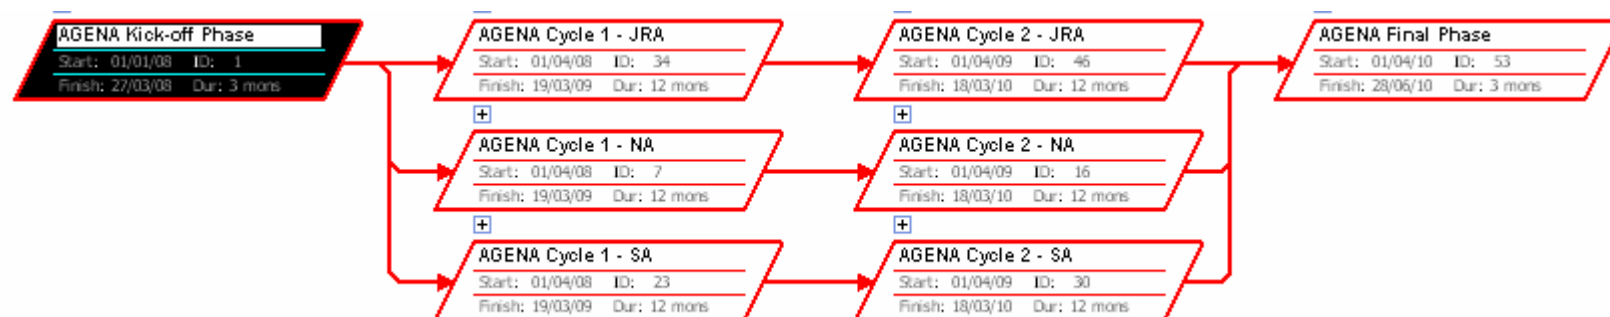 AGENA Kick-off Phase
Start: 01/01/08 ID: 1
Finish: 27/03/08 Dur: 3 mons
AGENA Cycle 1 - JRA
Start: 01/04/08 ID: 34
Finish: 19/03/09 Dur: 12 mons
AGENA Cycle 2 - JRA
Start: 01/04/09 ID: 46
Finish: 18/03/10 Dur: 12 mons
AGENA Final Phase
Start: 01/04/10 ID: 53
Finish: 28/06/10 Dur: 3 mons
AGENA Cycle 1 - NA
Start: 01/04/08 ID: 7
Finish: 19/03/09 Dur: 12 mons
AGENA Cycle 2 - NA
Start: 01/04/09 ID: 16
Finish: 18/03/10 Dur: 12 mons
AGENA Cycle 1 - SA
Start: 01/04/08 ID: 23
Finish: 19/03/09 Dur: 12 mons
AGENA Cycle 2 - SA
Start: 01/04/09 ID: 30
Finish: 18/03/10 Dur: 12 mons